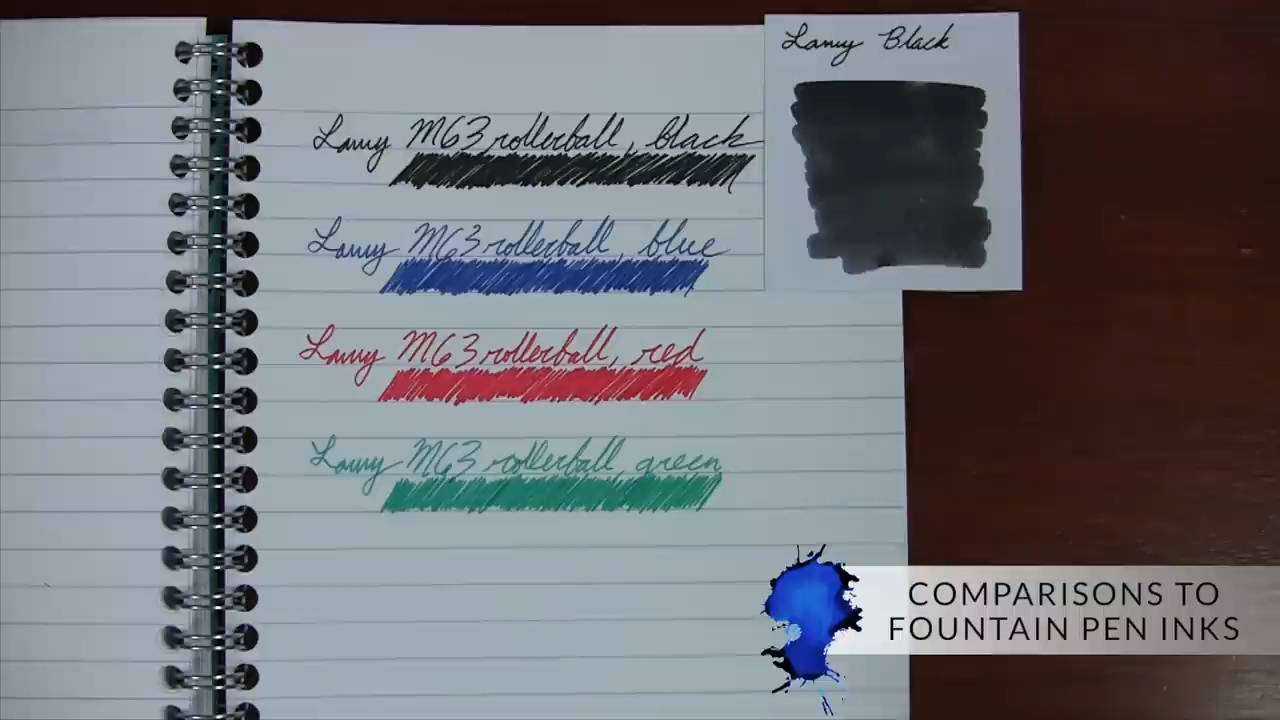 Lamy Black
Lamy M63 rollerball, black
Lamy M63 rollerball, blue
Lamy M63 rollerball, red
Lamy M63 rollerball, green
COMPARISONS TO
FOUNTAIN PEN INKS